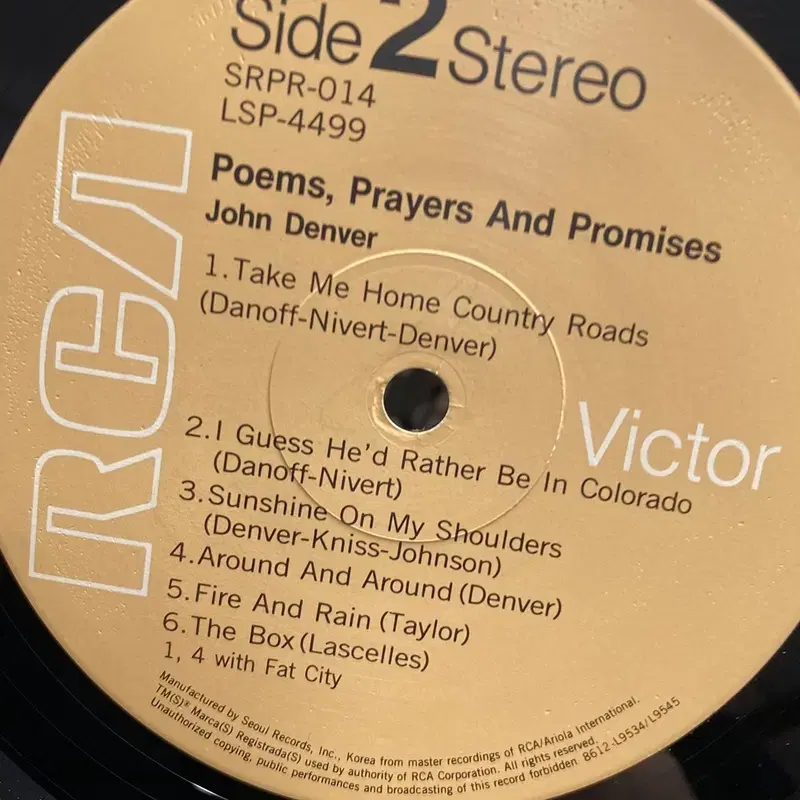 Side 2 Stereo
SRPR-014
LSP-4499
Poems, Prayers And Promises
John Denver
1.Take Me Home Country Roads
(Danoff-Nivert-Denver)
RCA
Victor
2.I Guess He'd Rather Be In Colorado
(Danoff-Nivert)
3.Sunshine On My Shoulders
(Denver-Kniss-Johnson)
4.Around And Around (Denver)
5.Fire And Rain (Taylor)
6.The Box (Lascelles)
1, 4 with Fat City
Manufactured by Seoul Records, Inc., Korea from master recordings of RCA/Ariola International.
TM(S)® Marca(S) Registrada(S) used by authority of RCA Corporation. All rights reserved.
Unauthorized copying, public performances and broadcasting of this record forbidden. 8612-L9534/L9545